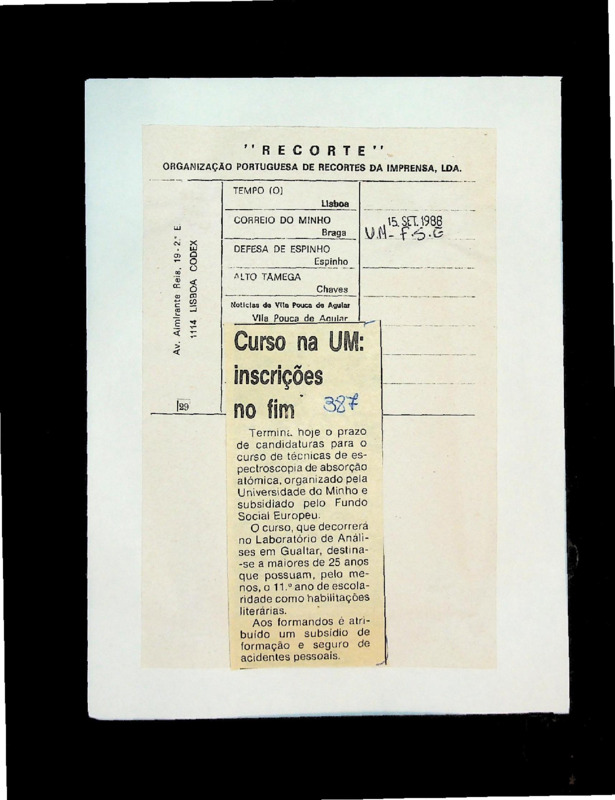 "RECORTE"
ORGANIZAÇÃO PORTUGUESA DE RECORTES DA IMPRENSA, LDA.
Av. Almirante Reis, 19-2.º E
1114 LISBOA CODEX
29
TEMPO (O)
Lisboa
CORREIO DO MINHO
Braga
15. SET. 1988
U.M - F.S.E
DEFESA DE ESPINHO
Espinho
ALTO TÂMEGA
Chaves
Notícias de Vila Pouca de Aguiar
Vila Pouca de Aguiar
Curso na UM:
inscrições
no fim
387
Termina hoje o prazo
de candidaturas para o
curso de técnicas de es-
pectroscopia de absorção
atómica, organizado pela
Universidade do Minho e
subsidiado pelo Fundo
Social Europeu.
O curso, que decorrerá
no Laboratório de Análi-
ses em Gualtar, destina-
-se a maiores de 25 anos
que possuam, pelo me-
nos, o 11.º ano de escola-
ridade como habilitações
literárias.
Aos formandos é atri-
buído um subsídio de
formação e seguro de
acidentes pessoais.